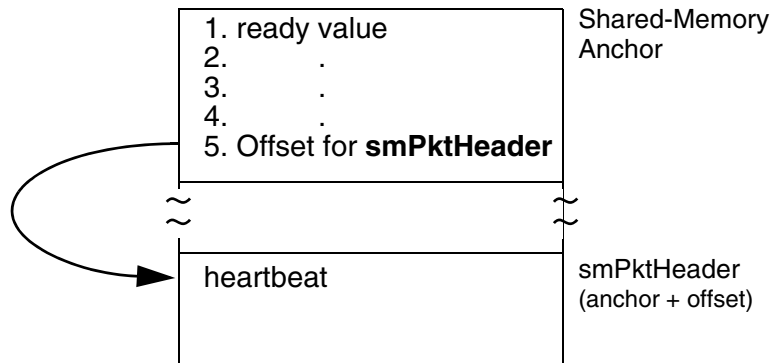 1. ready value
2. .
3. .
4. .
5. Offset for smPktHeader
Shared-Memory
Anchor
heartbeat
smPktHeader
(anchor + offset)